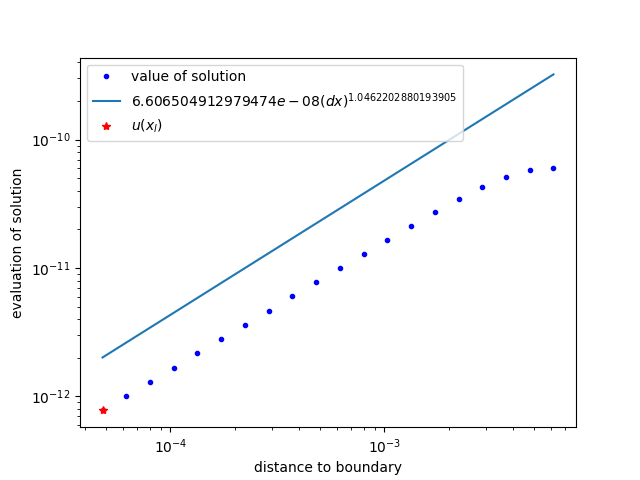 value of solution
6.606504912979474e − 08(dx)^1.0462202880193905
u(x_l)
10^−10
10^−11
10^−12
evaluation of solution
10^−4
10^−3
distance to boundary